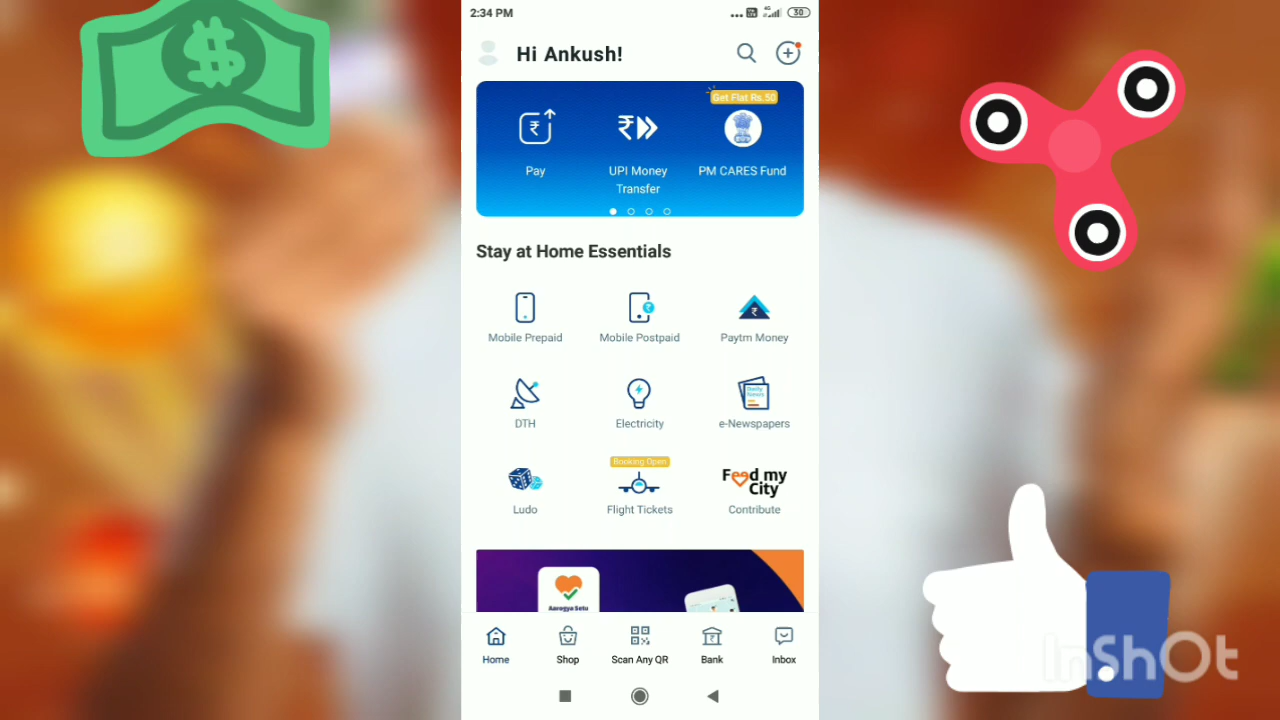 2:34 PM
4G
30
Hi Ankush!
Get Flat Rs.50
Pay
UPI Money
Transfer
PM CARES Fund
Stay at Home Essentials
Mobile Prepaid
Mobile Postpaid
Paytm Money
DTH
Electricity
e-Newspapers
Booking Open
Feed my
City
Ludo
Flight Tickets
Contribute
Aarogya Setu
Home
Shop
Scan Any QR
Bank
Inbox
InShOt